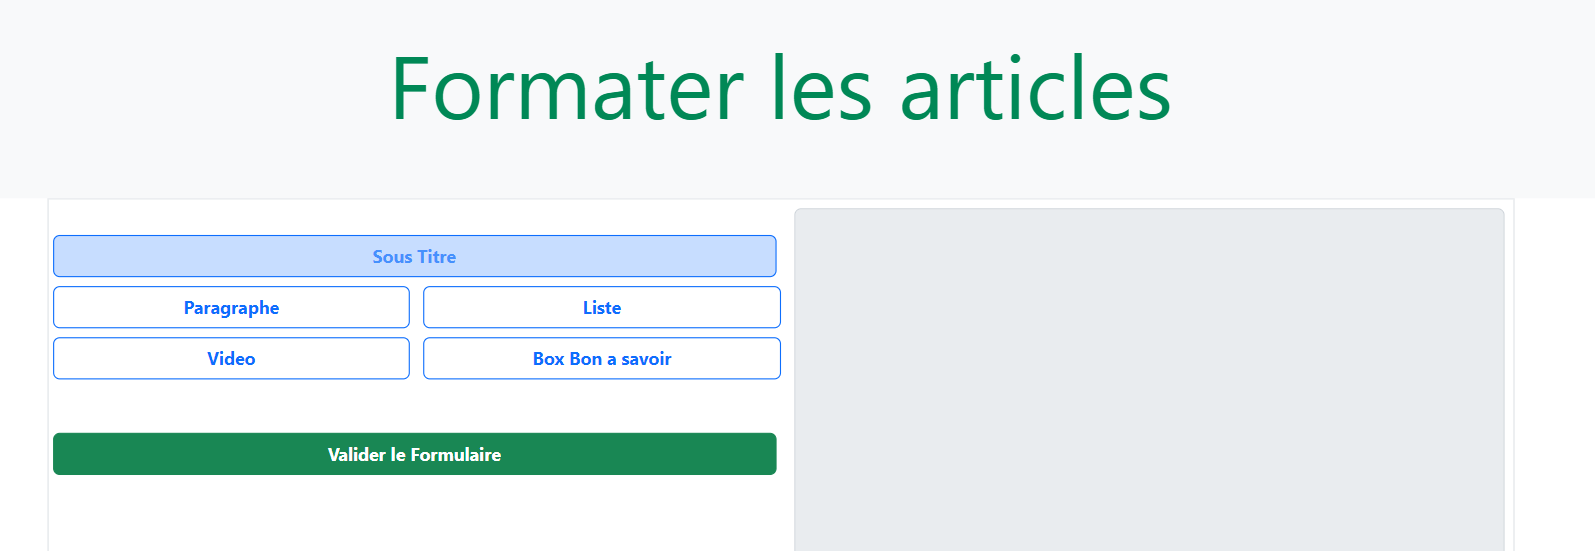 Formater les articles
Sous Titre
Paragraphe
Liste
Video
Box Bon a savoir
Valider le Formulaire